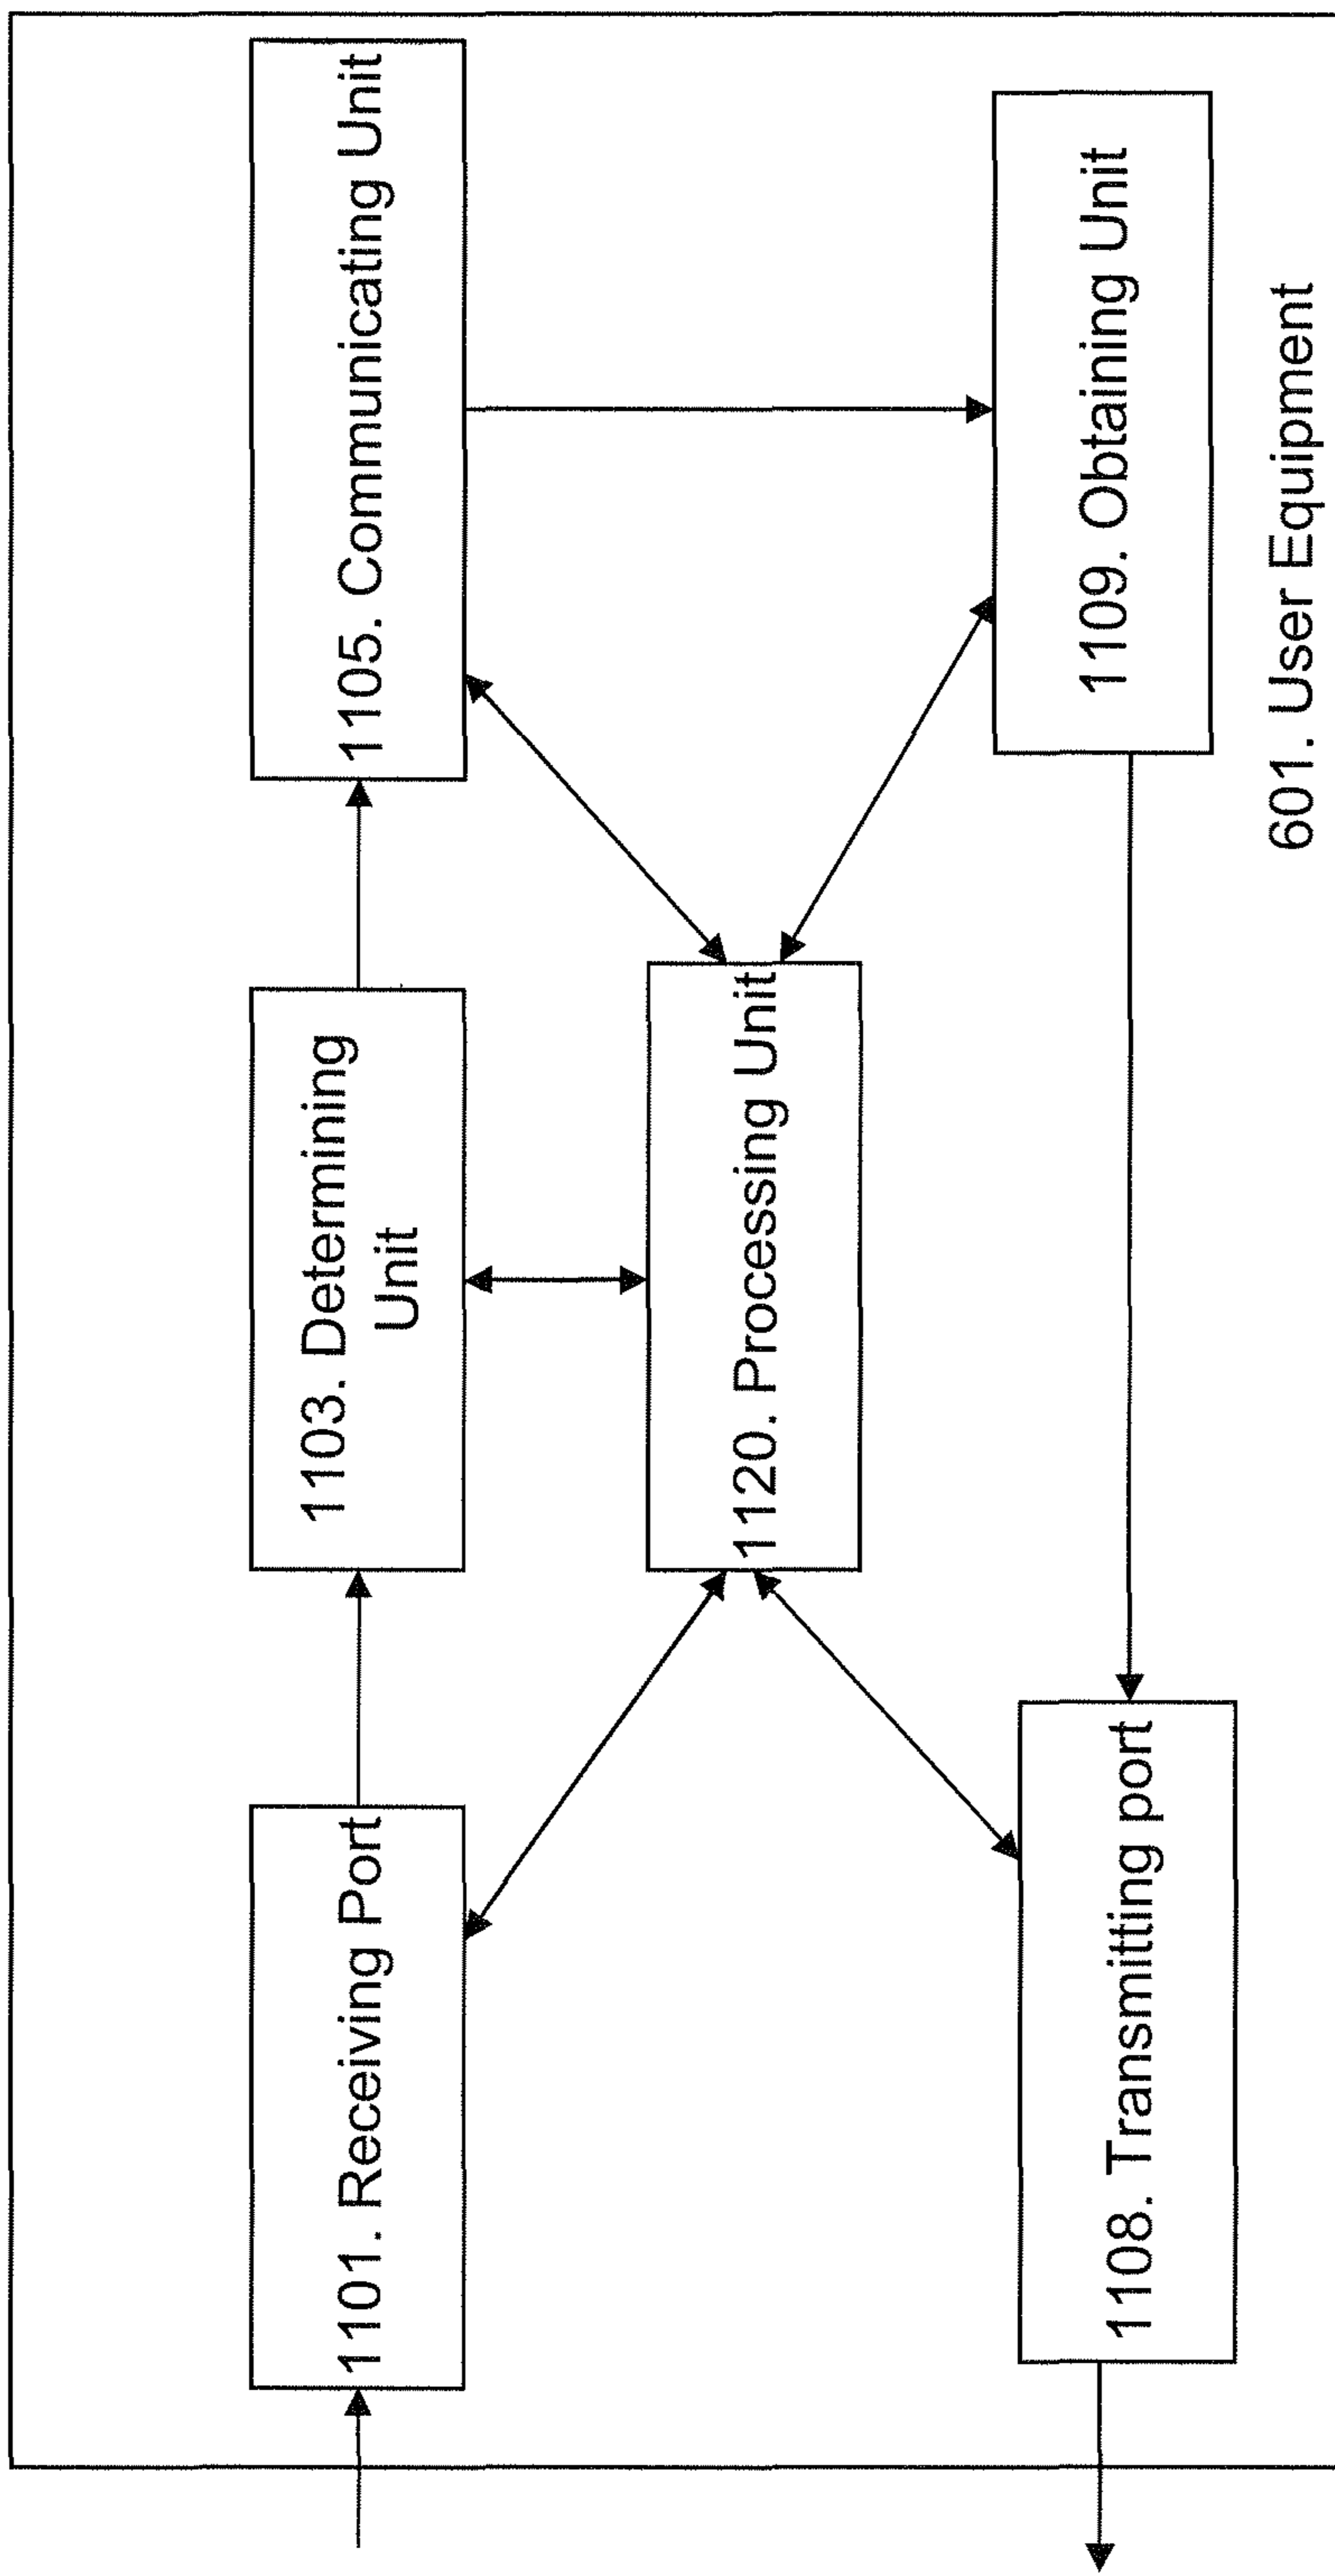 1101. Receiving Port
1103. Determining
Unit
1105. Communicating Unit
1120. Processing Unit
1108. Transmitting port
1109. Obtaining Unit
601. User Equipment